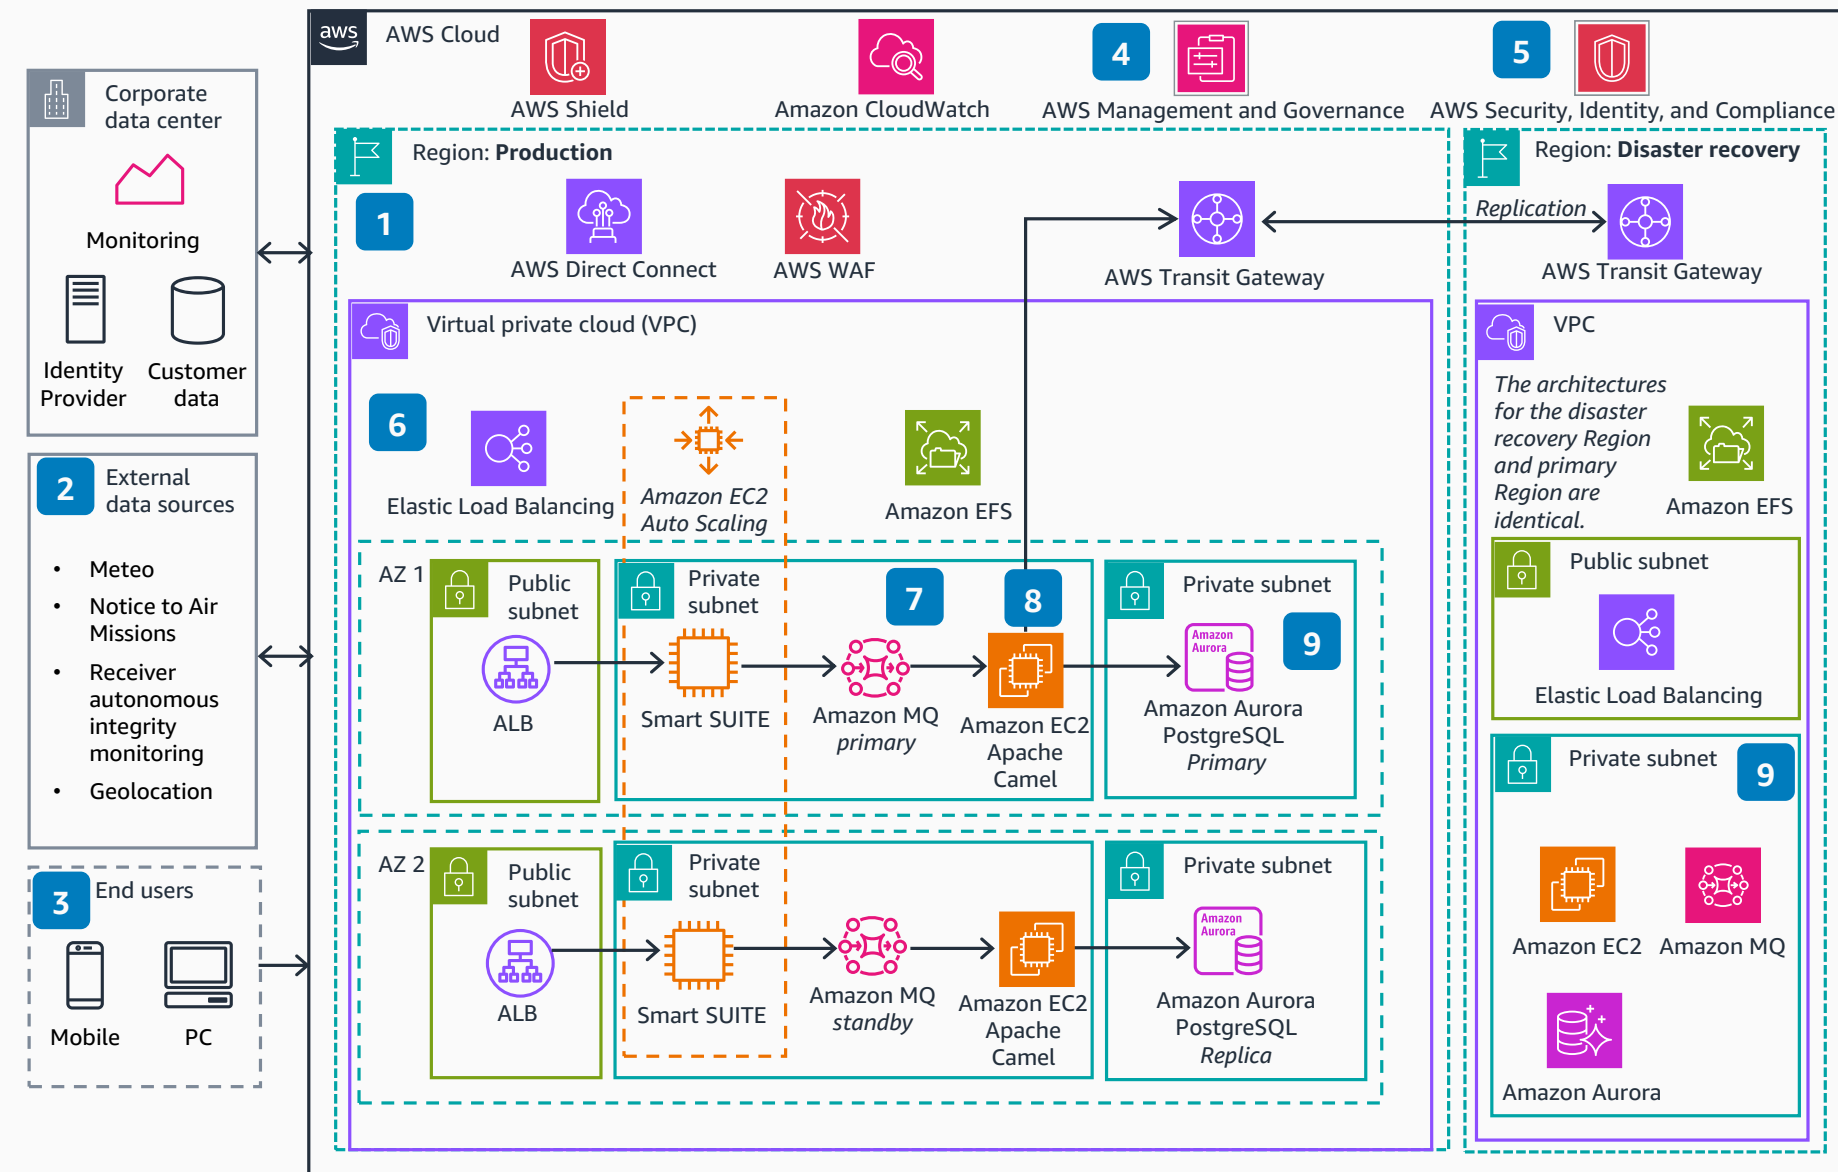 aws
AWS Cloud
AWS Shield
Amazon CloudWatch
4
AWS Management and Governance
5
AWS Security, Identity, and Compliance
Corporate
data center
Monitoring
Identity
Provider
Customer
data
2
External
data sources
• Meteo
• Notice to Air
Missions
• Receiver
autonomous
integrity
monitoring
• Geolocation
3
End users
Mobile
PC
Region: Production
1
AWS Direct Connect
AWS WAF
AWS Transit Gateway
Replication
Virtual private cloud (VPC)
6
Elastic Load Balancing
Amazon EC2
Auto Scaling
Amazon EFS
AZ 1
Public
subnet
ALB
Private
subnet
Smart SUITE
7
Amazon MQ
primary
8
Amazon EC2
Apache
Camel
Private subnet
9
Amazon
Aurora
Amazon Aurora
PostgreSQL
Primary
AZ 2
Public
subnet
ALB
Private
subnet
Smart SUITE
Amazon MQ
standby
Amazon EC2
Apache
Camel
Private subnet
Amazon
Aurora
Amazon Aurora
PostgreSQL
Replica
Region: Disaster recovery
AWS Transit Gateway
VPC
The architectures
for the disaster
recovery Region
and primary
Region are
identical.
Amazon EFS
Public subnet
Elastic Load Balancing
Private subnet
9
Amazon EC2
Amazon MQ
Amazon Aurora